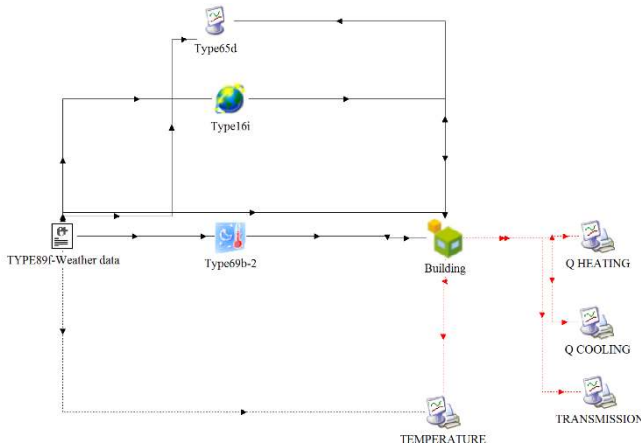 Type65d
Type16i
TYPE89f-Weather data
Type69b-2
Building
Q HEATING
Q COOLING
TRANSMISSION
TEMPERATURE